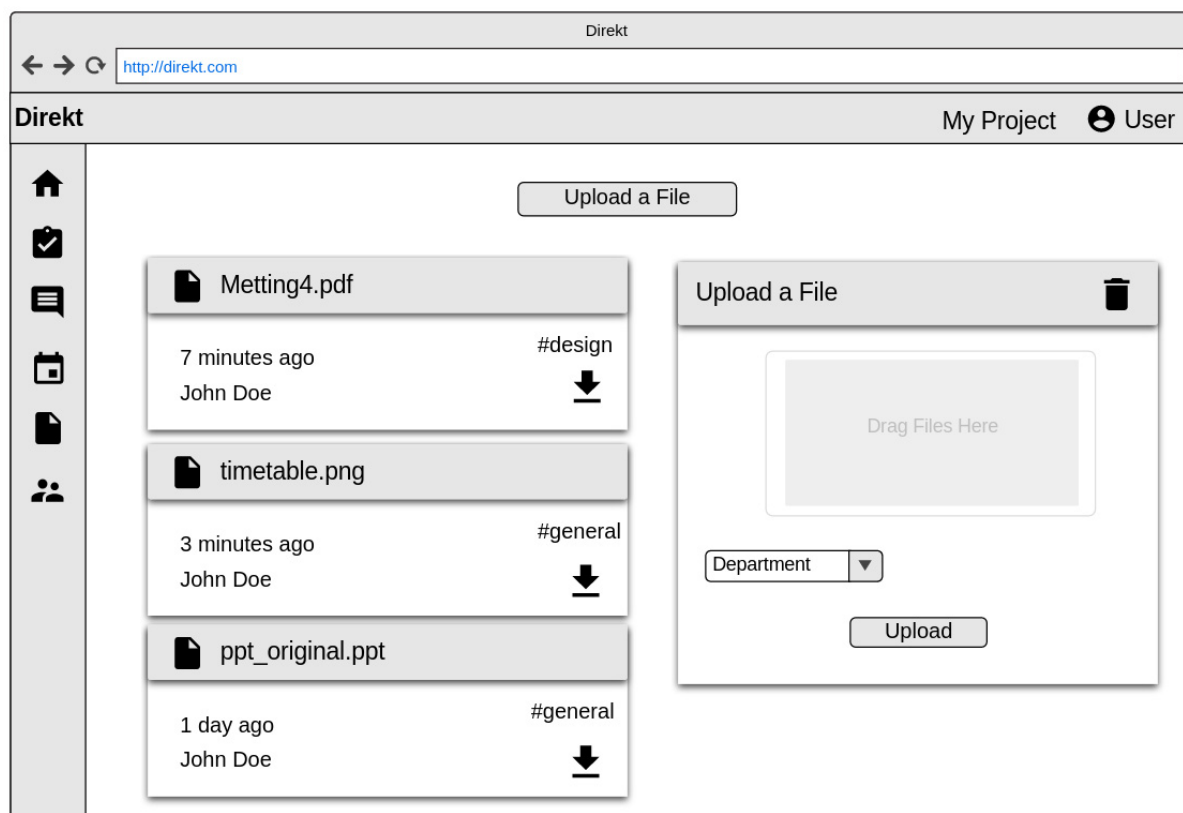 Direkt
http://direkt.com
Direkt
My Project
User
Upload a File
Metting4.pdf
7 minutes ago
#design
John Doe
timetable.png
3 minutes ago
#general
John Doe
ppt_original.ppt
1 day ago
#general
John Doe
Upload a File
Drag Files Here
Department
Upload